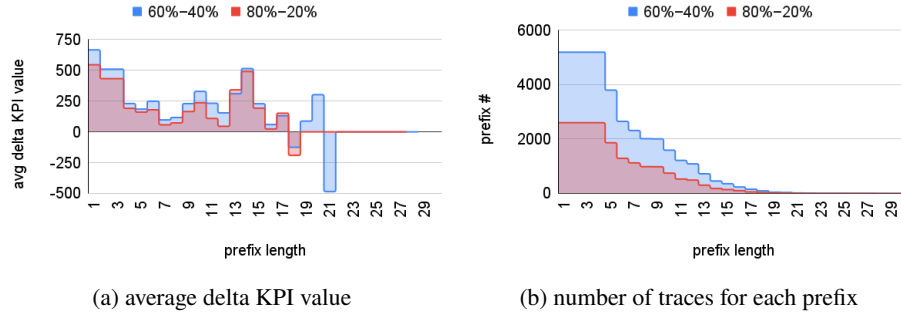 60%–40% 80%–20%
avg delta KPI value
750
500
250
0
-250
-500
1 3 5 7 9 11 13 15 17 19 21 23 25 27 29
prefix length
(a) average delta KPI value
60%–40% 80%–20%
prefix #
6000
4000
2000
0
1 3 5 7 9 11 13 15 17 19 21 23 25 27 29
prefix length
(b) number of traces for each prefix